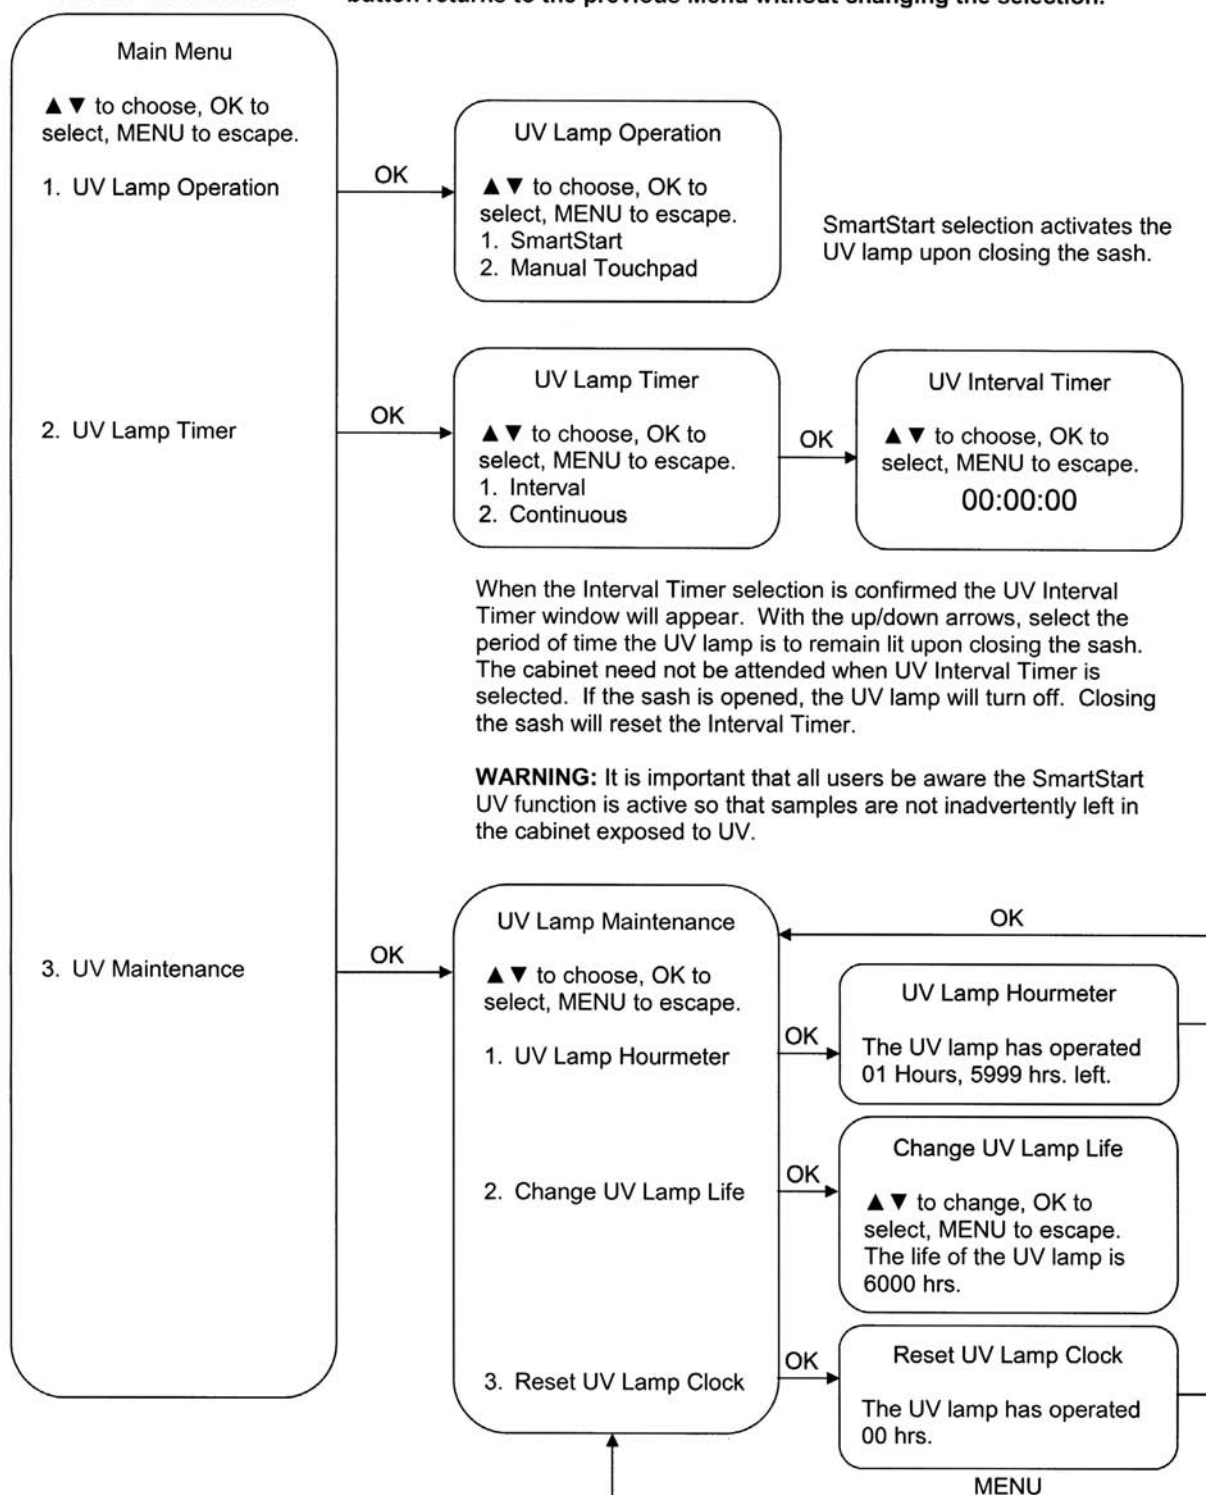 button returns to the previous Menu without changing the selection.
Main Menu
▲▼ to choose, OK to
select, MENU to escape.
1. UV Lamp Operation
OK
UV Lamp Operation
▲▼ to choose, OK to
select, MENU to escape.
1. SmartStart
2. Manual Touchpad
SmartStart selection activates the
UV lamp upon closing the sash.
2. UV Lamp Timer
OK
UV Lamp Timer
▲▼ to choose, OK to
select, MENU to escape.
1. Interval
2. Continuous
OK
UV Interval Timer
▲▼ to choose, OK to
select, MENU to escape.
00:00:00
When the Interval Timer selection is confirmed the UV Interval
Timer window will appear. With the up/down arrows, select the
period of time the UV lamp is to remain lit upon closing the sash.
The cabinet need not be attended when UV Interval Timer is
selected. If the sash is opened, the UV lamp will turn off. Closing
the sash will reset the Interval Timer.
WARNING: It is important that all users be aware the SmartStart
UV function is active so that samples are not inadvertently left in
the cabinet exposed to UV.
3. UV Maintenance
OK
UV Lamp Maintenance
▲▼ to choose, OK to
select, MENU to escape.
1. UV Lamp Hourmeter
2. Change UV Lamp Life
3. Reset UV Lamp Clock
OK
OK
UV Lamp Hourmeter
The UV lamp has operated
01 Hours, 5999 hrs. left.
OK
Change UV Lamp Life
▲▼ to change, OK to
select, MENU to escape.
The life of the UV lamp is
6000 hrs.
OK
Reset UV Lamp Clock
The UV lamp has operated
00 hrs.
MENU